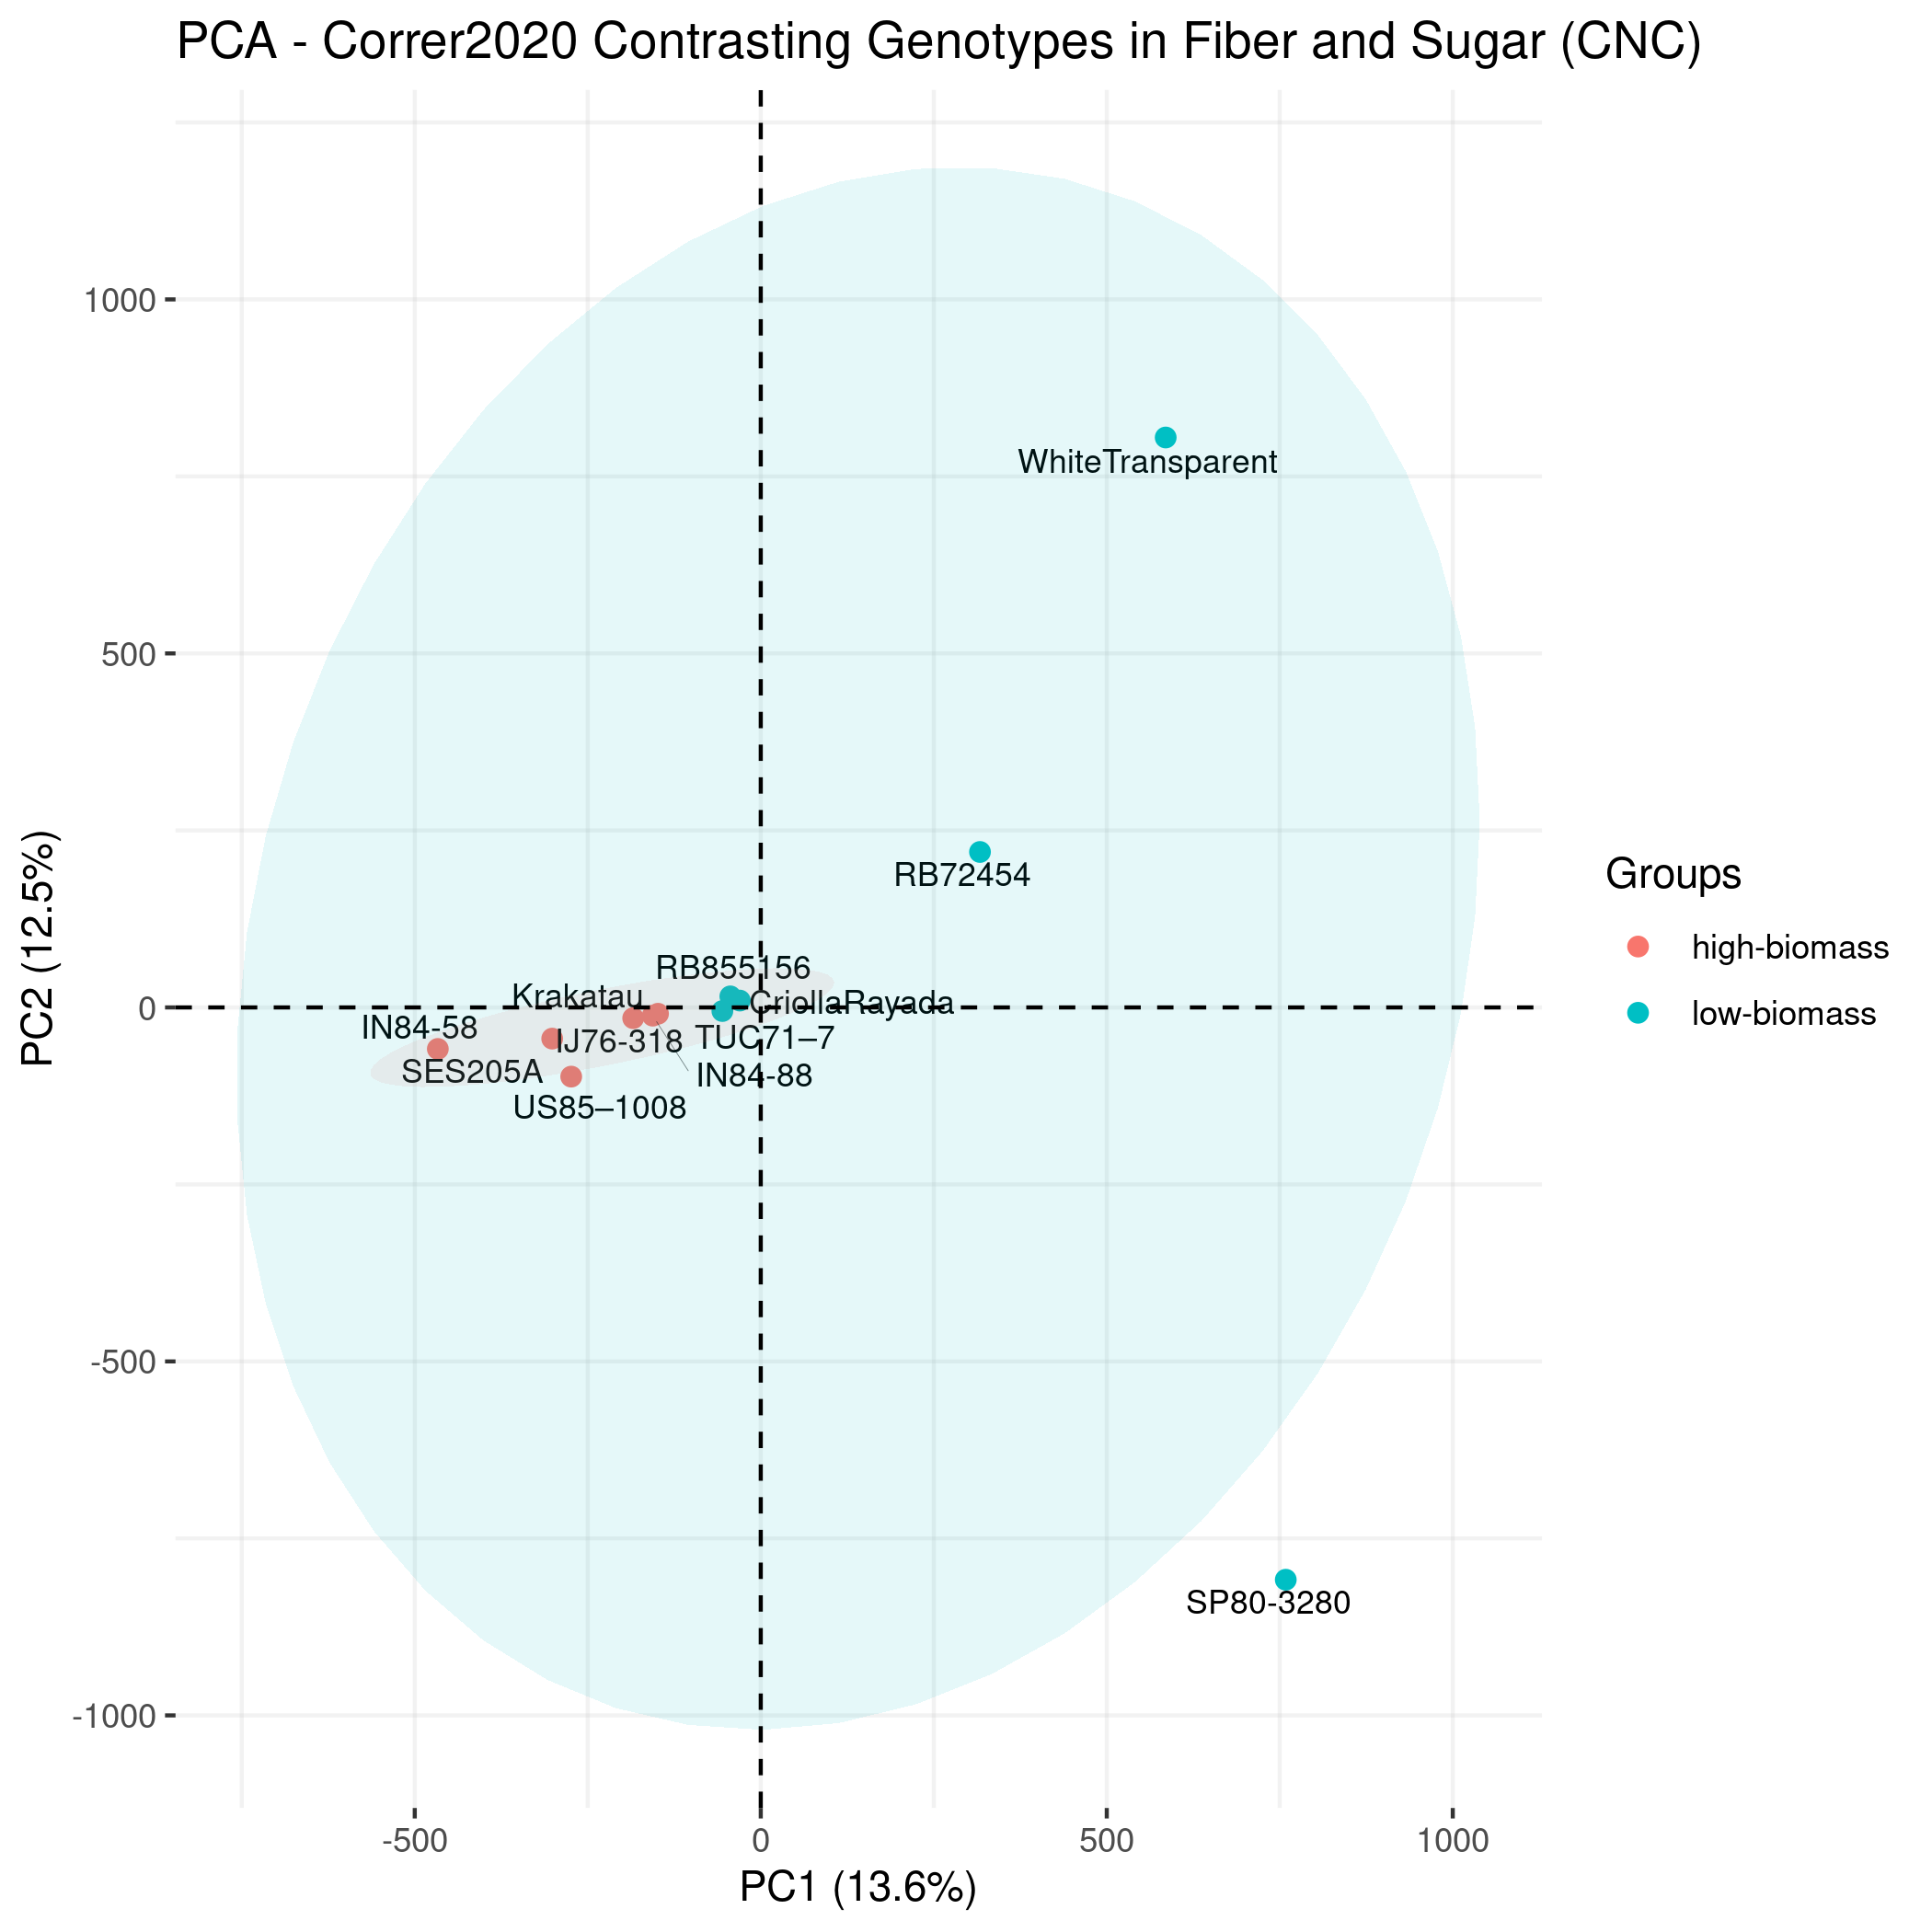 PCA - Correr2020 Contrasting Genotypes in Fiber and Sugar (CNC)
PC2 (12.5%)
1000
500
0
-500
-1000
WhiteTransparent
RB72454
RB855156
Krakatau
CriollaRayada
IN84-58
IJ76-318
TUC71–7
SES205A
IN84-88
US85–1008
SP80-3280
-500
0
500
1000
PC1 (13.6%)
Groups
high-biomass
low-biomass